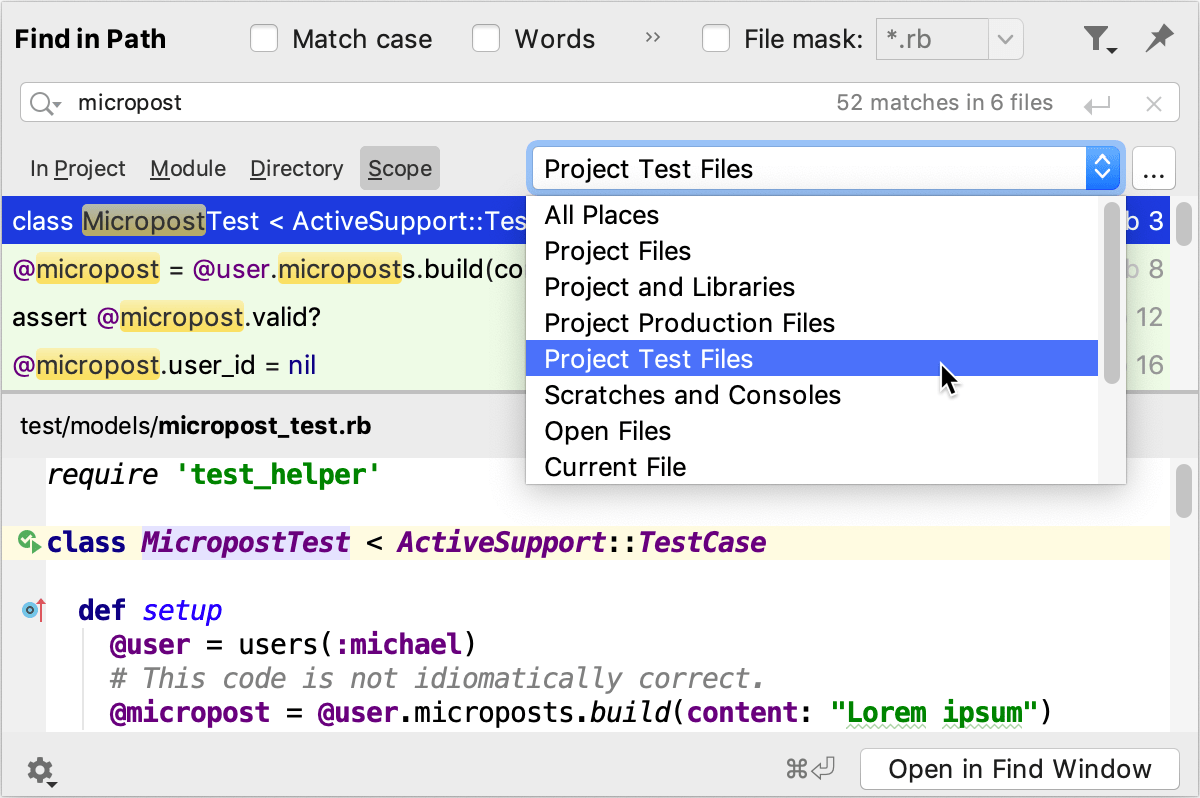 Find in Path Match case Words >> File mask: *.rb
micropost 52 matches in 6 files
In Project Module Directory Scope Project Test Files ...
class MicropostTest < ActiveSupport::Tes b 3
@micropost = @user.microposts.build(co b 8
assert @micropost.valid? 12
@micropost.user_id = nil 16
All Places
Project Files
Project and Libraries
Project Production Files
Project Test Files
Scratches and Consoles
Open Files
Current File
test/models/micropost_test.rb
require 'test_helper'
class MicropostTest < ActiveSupport::TestCase
def setup
@user = users(:michael)
# This code is not idiomatically correct.
@micropost = @user.microposts.build(content: "Lorem ipsum")
⌘⏎ Open in Find Window